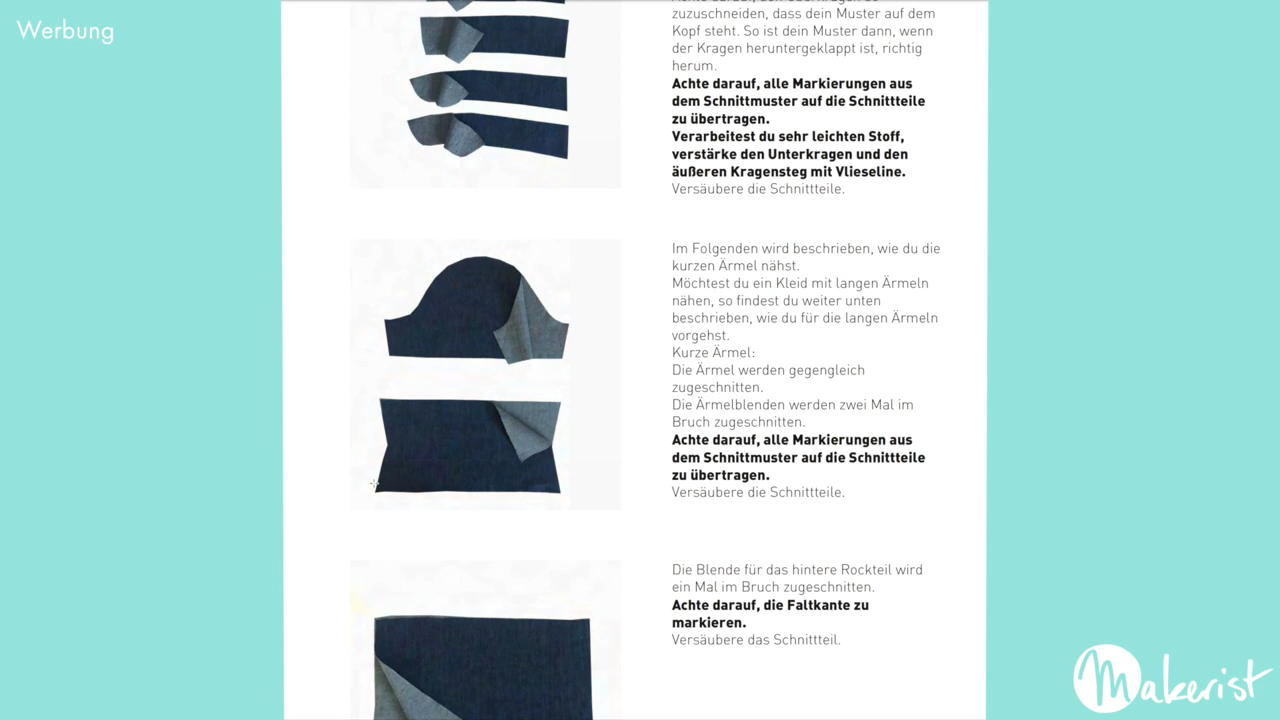 Werbung
zuzuschneiden, dass dein Muster auf dem
Kopf steht. So ist dein Muster dann, wenn
der Kragen heruntergeklappt ist, richtig
herum.
Achte darauf, alle Markierungen aus
dem Schnittmuster auf die Schnittteile
zu übertragen.
Verarbeitest du sehr leichten Stoff,
verstärke den Unterkragen und den
äußeren Kragensteg mit Vlieseline.
Versäubere die Schnittteile.
Im Folgenden wird beschrieben, wie du die
kurzen Ärmel nähst.
Möchtest du ein Kleid mit langen Ärmeln
nähen, so findest du weiter unten
beschrieben, wie du für die langen Ärmeln
vorgehst.
Kurze Ärmel:
Die Ärmel werden gegengleich
zugeschnitten.
Die Ärmelblenden werden zwei Mal im
Bruch zugeschnitten.
Achte darauf, alle Markierungen aus
dem Schnittmuster auf die Schnittteile
zu übertragen.
Versäubere die Schnittteile.
Die Blende für das hintere Rockteil wird
ein Mal im Bruch zugeschnitten.
Achte darauf, die Faltkante zu
markieren.
Versäubere das Schnittteil.
Makerist